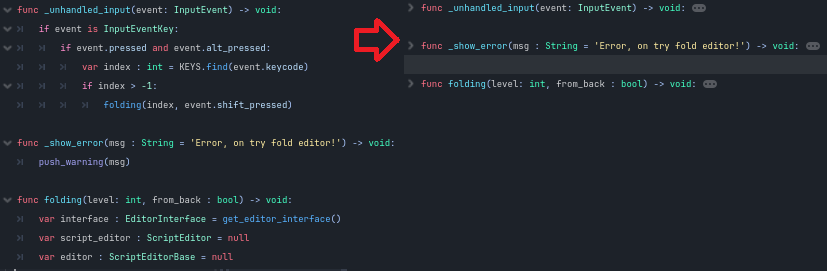 func _unhandled_input(event: InputEvent) -> void:
if event is InputEventKey:
if event.pressed and event.alt_pressed:
var index : int = KEYS.find(event.keycode)
if index > -1:
folding(index, event.shift_pressed)
func _show_error(msg : String = 'Error, on try fold editor!') -> void:
push_warning(msg)
func folding(level: int, from_back : bool) -> void:
var interface : EditorInterface = get_editor_interface()
var script_editor : ScriptEditor = null
var editor : ScriptEditorBase = null
func _unhandled_input(event: InputEvent) -> void:
func _show_error(msg : String = 'Error, on try fold editor!') -> void:
func folding(level: int, from_back : bool) -> void: